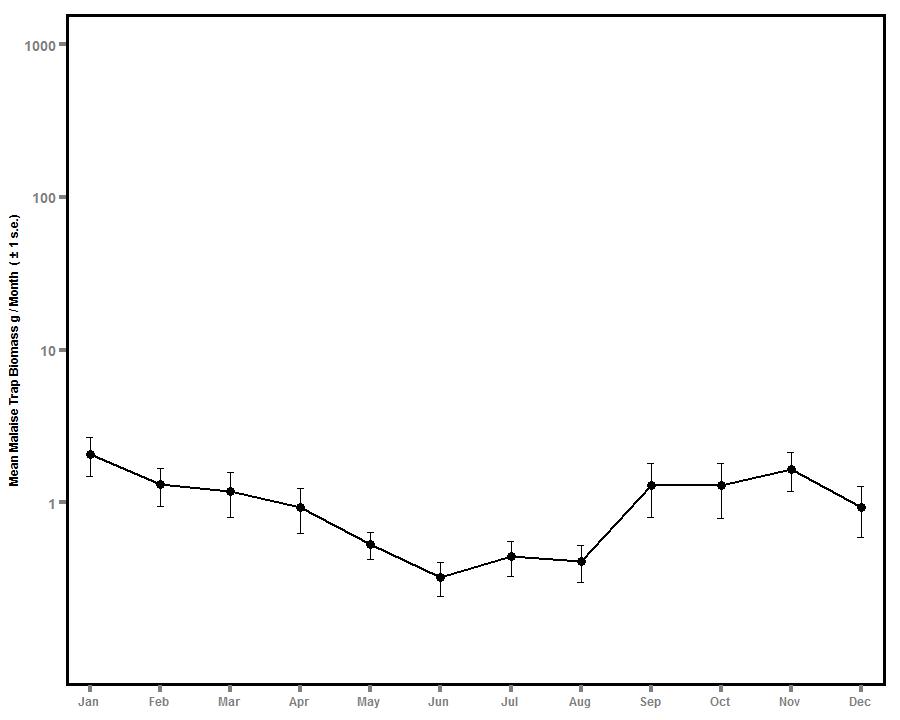 Mean Malaise Trap Biomass g / Month ( ± 1 s.e.)
1000
100
10
1
Jan Feb Mar Apr May Jun Jul Aug Sep Oct Nov Dec